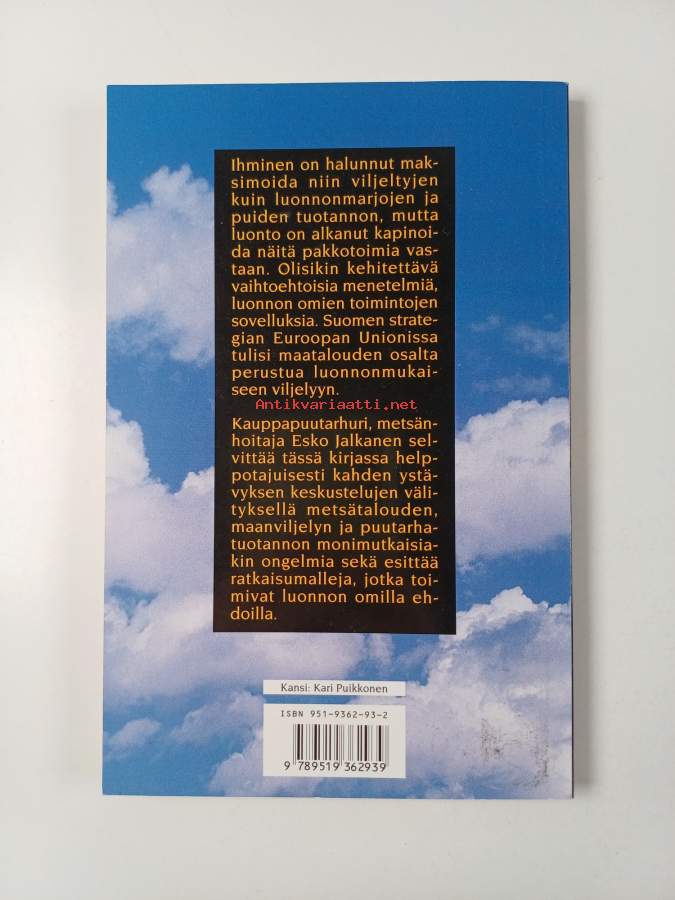 Ihminen on halunnut mak-
simoida niin viljeltyjen
kuin luonnonmarjojen ja
puiden tuotannon, mutta
luonto on alkanut kapinoi-
da näitä pakkotoimia vas-
taan. Olisikin kehitettävä
vaihtoehtoisia menetelmiä,
luonnon omien toimintojen
sovelluksia. Suomen strate-
gian Euroopan Unionissa
tulisi maatalouden osalta
perustua luonnonmukai-
seen viljelyyn.
Antikvariaatti.net
Kauppapuutarhuri, metsän-
hoitaja Esko Jalkanen sel-
vittää tässä kirjassa help-
potajuisesti kahden ystä-
vyksen keskustelujen väli-
tyksellä metsätalouden,
maanviljelyn ja puutarha-
tuotannon monimutkaisia-
kin ongelmia sekä esittää
ratkaisumalleja, jotka toi-
mivat luonnon omilla eh-
doilla.
Kansi: Kari Puikkonen
ISBN 951-9362-93-2
9 789519 362939